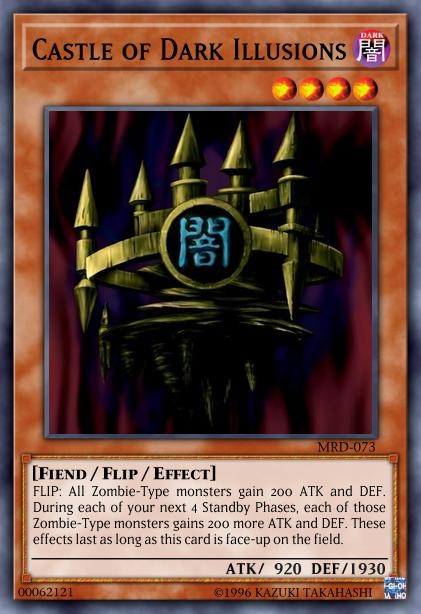 CASTLE OF DARK ILLUSIONS
DARK
闇
闇
MRD-073
[FIEND / FLIP / EFFECT]
FLIP: All Zombie-Type monsters gain 200 ATK and DEF.
During each of your next 4 Standby Phases, each of those
Zombie-Type monsters gains 200 more ATK and DEF. These
effects last as long as this card is face-up on the field.
ATK/ 920 DEF/1930
00062121
©1996 KAZUKI TAKAHASHI